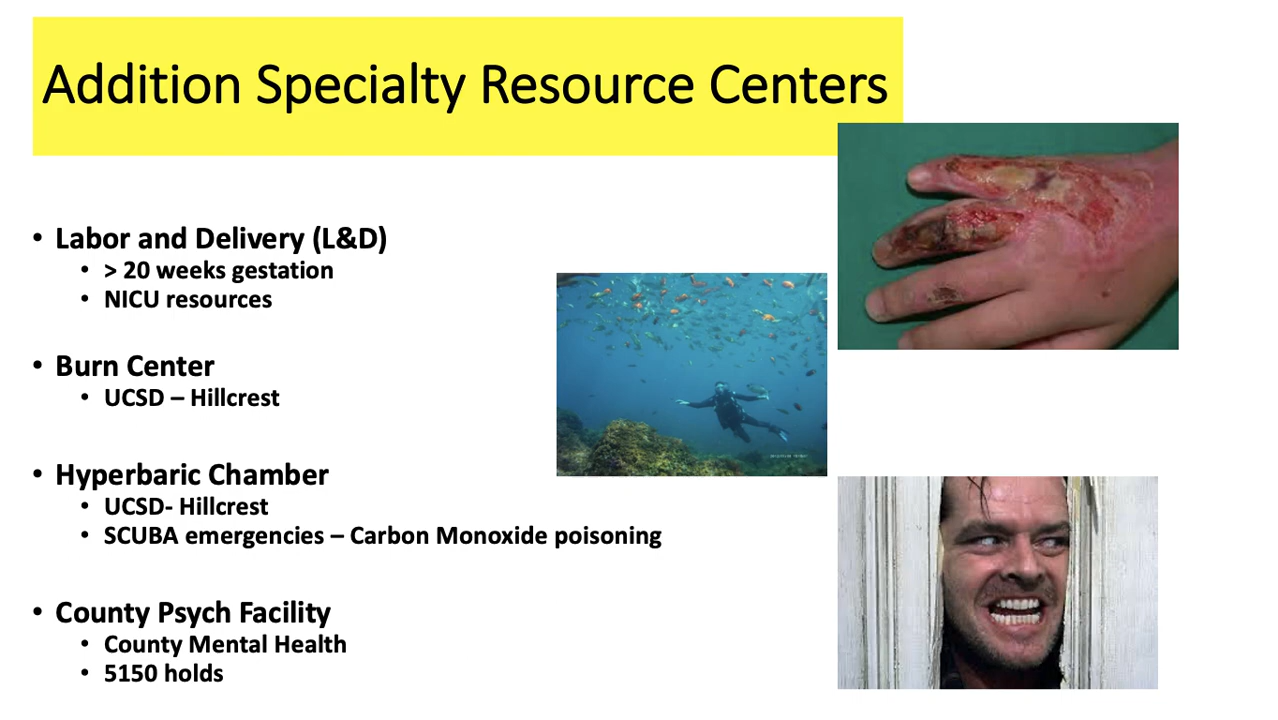 Addition Specialty Resource Centers
• Labor and Delivery (L&D)
• > 20 weeks gestation
• NICU resources
• Burn Center
• UCSD – Hillcrest
• Hyperbaric Chamber
• UCSD- Hillcrest
• SCUBA emergencies – Carbon Monoxide poisoning
• County Psych Facility
• County Mental Health
• 5150 holds